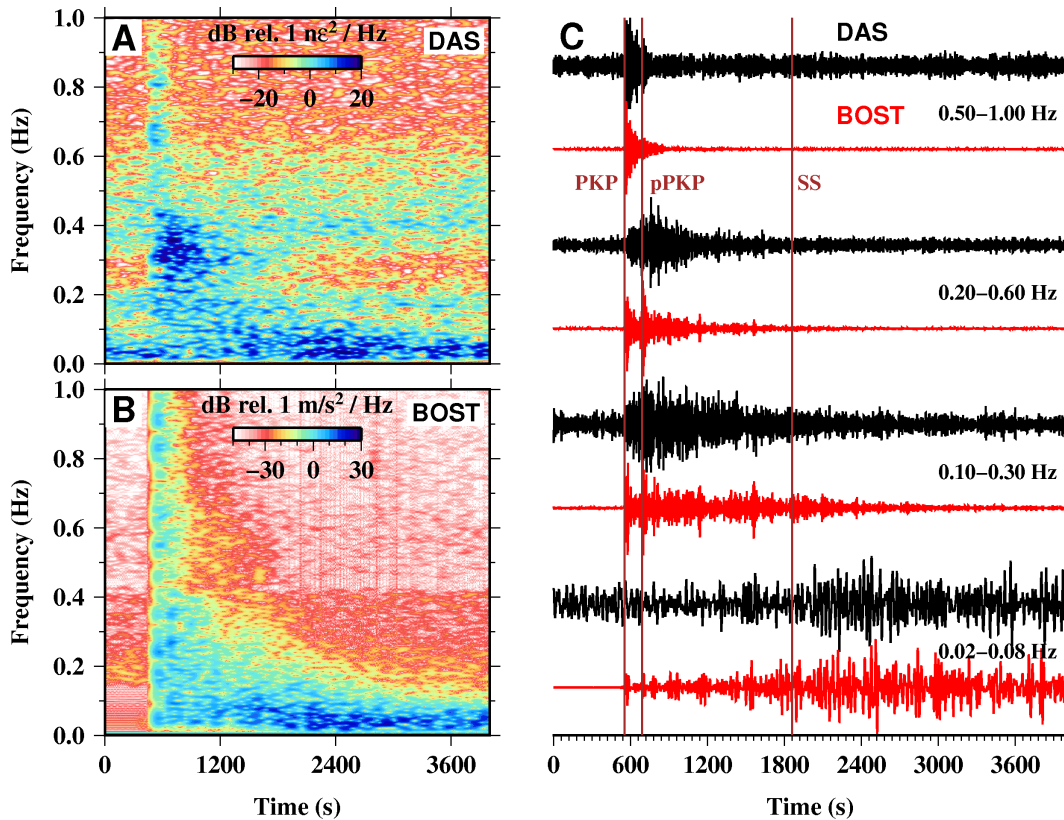 A
dB rel. 1 nε² / Hz
DAS
−20 0 20
1.0
0.8
0.6
0.4
0.2
0.0
Frequency (Hz)
0 1200 2400 3600
B
dB rel. 1 m/s² / Hz
BOST
−30 0 30
1.0
0.8
0.6
0.4
0.2
0.0
Frequency (Hz)
0 1200 2400 3600
Time (s)
C
DAS
0.50−1.00 Hz
BOST
PKP pPKP SS
0.20−0.60 Hz
0.10−0.30 Hz
0.02−0.08 Hz
0 600 1200 1800 2400 3000 3600
Time (s)